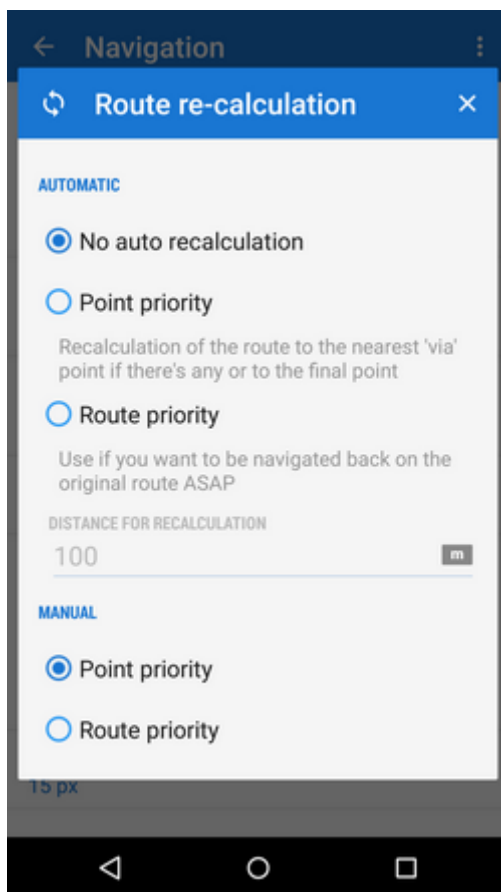 Navigation
Route re-calculation
AUTOMATIC
No auto recalculation
Point priority
Recalculation of the route to the nearest 'via'
point if there's any or to the final point
Route priority
Use if you want to be navigated back on the
original route ASAP
DISTANCE FOR RECALCULATION
100 m
MANUAL
Point priority
Route priority
15 px